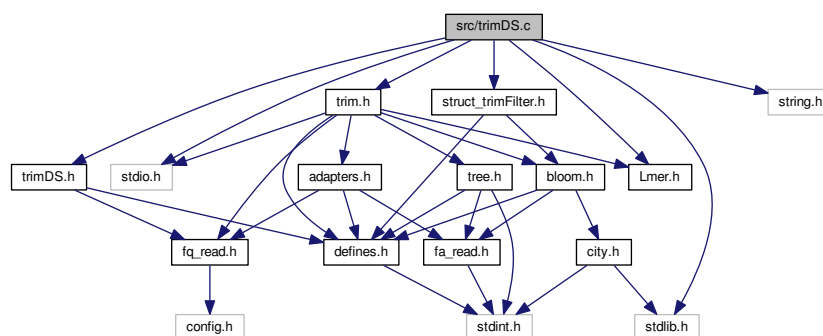 src/trimDS.c
trim.h
struct_trimFilter.h
string.h
trimDS.h
stdio.h
adapters.h
tree.h
bloom.h
Lmer.h
fq_read.h
defines.h
fa_read.h
city.h
config.h
stdint.h
stdlib.h